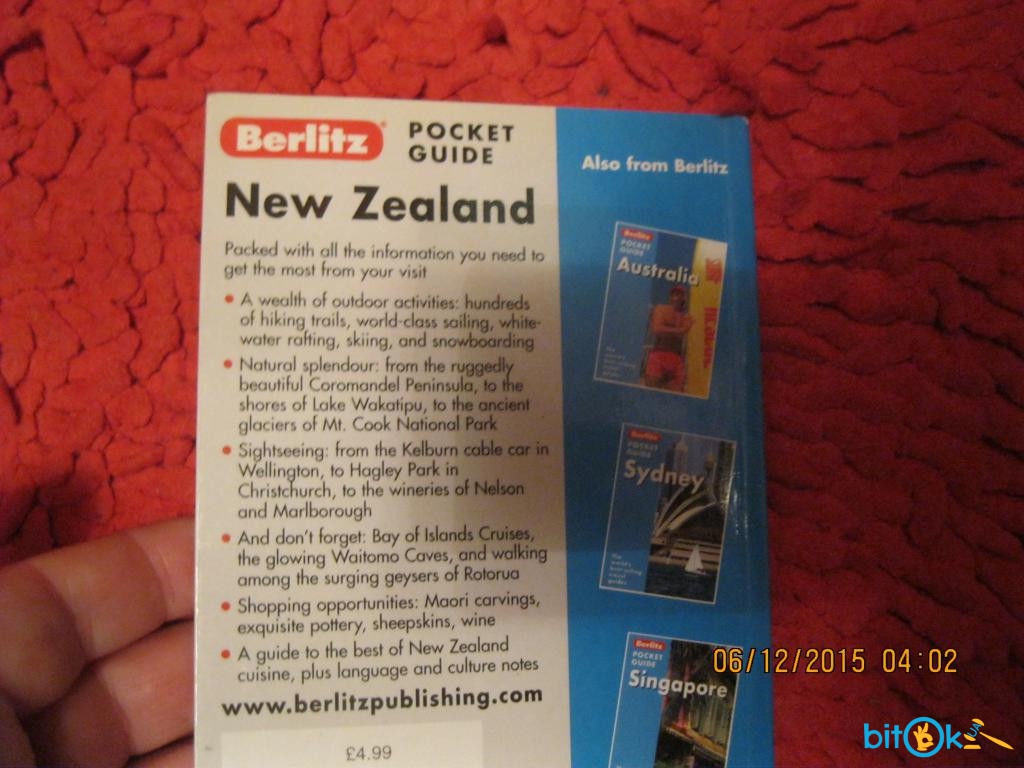 Berlitz®
POCKET
GUIDE
New Zealand
Packed with all the information you need to
get the most from your visit
• A wealth of outdoor activities: hundreds
of hiking trails, world-class sailing, white-
water rafting, skiing, and snowboarding
• Natural splendour: from the ruggedly
beautiful Coromandel Peninsula, to the
shores of Lake Wakatipu, to the ancient
glaciers of Mt. Cook National Park
• Sightseeing: from the Kelburn cable car in
Wellington, to Hagley Park in
Christchurch, to the wineries of Nelson
and Marlborough
• And don't forget: Bay of Islands Cruises,
the glowing Waitomo Caves, and walking
among the surging geysers of Rotorua
• Shopping opportunities: Maori carvings,
exquisite pottery, sheepskins, wine
• A guide to the best of New Zealand
cuisine, plus language and culture notes
www.berlitzpublishing.com
£4.99
Also from Berlitz
Berlitz
POCKET
GUIDE
Australia
Berlitz
POCKET
GUIDE
Sydney
The
world's
best-selling
travel
guides
Berlitz
POCKET
GUIDE
Singapore
06/12/2015 04:02
bitOk
UA